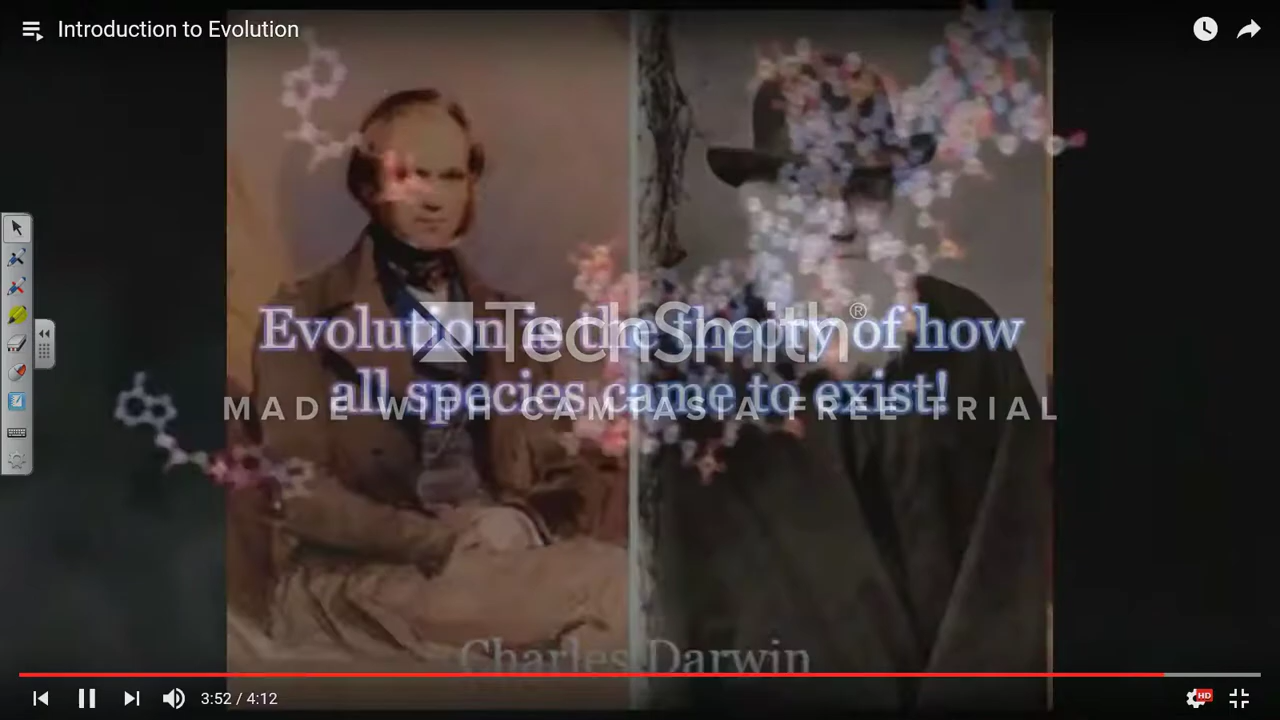 Introduction to Evolution
Evolution is the theory of how
all species came to exist!
TechSmith®
MADE WITH CAMTASIA FREE TRIAL
Charles Darwin
3:52 / 4:12
HD